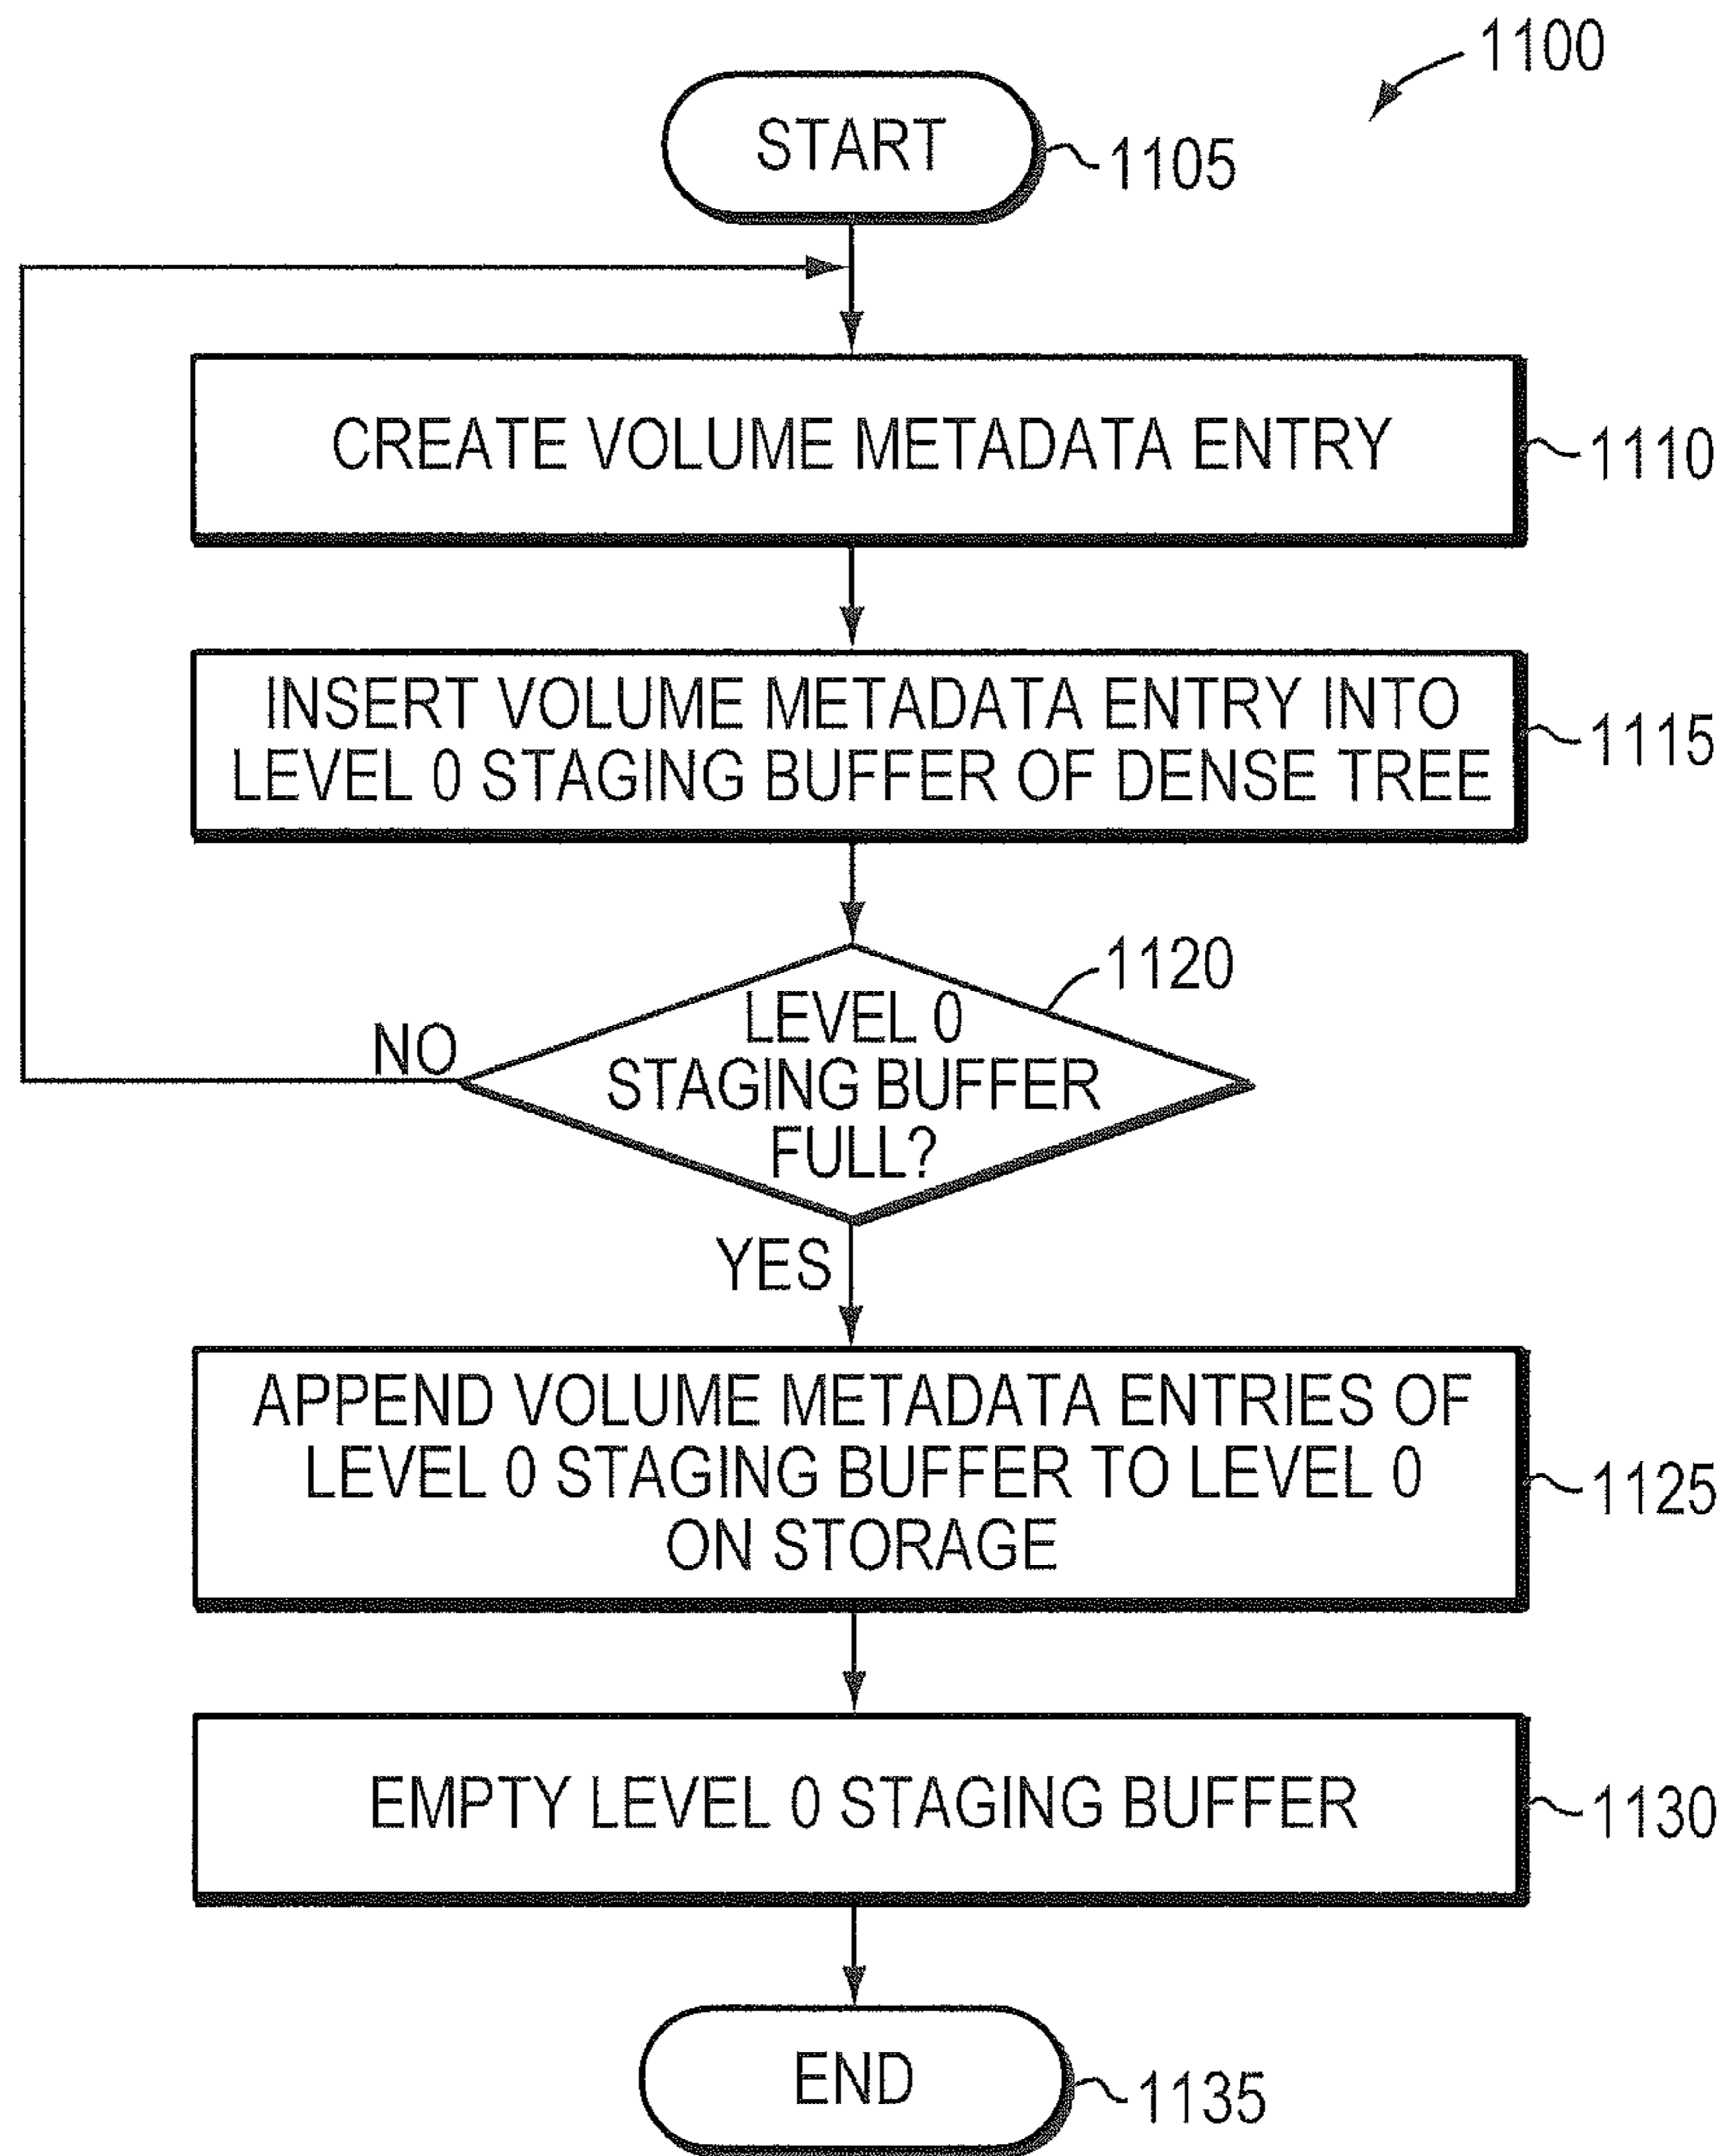 1100
START
1105
CREATE VOLUME METADATA ENTRY
1110
INSERT VOLUME METADATA ENTRY INTO
LEVEL 0 STAGING BUFFER OF DENSE TREE
1115
1120
LEVEL 0
STAGING BUFFER
FULL?
NO
YES
APPEND VOLUME METADATA ENTRIES OF
LEVEL 0 STAGING BUFFER TO LEVEL 0
ON STORAGE
1125
EMPTY LEVEL 0 STAGING BUFFER
1130
END
1135